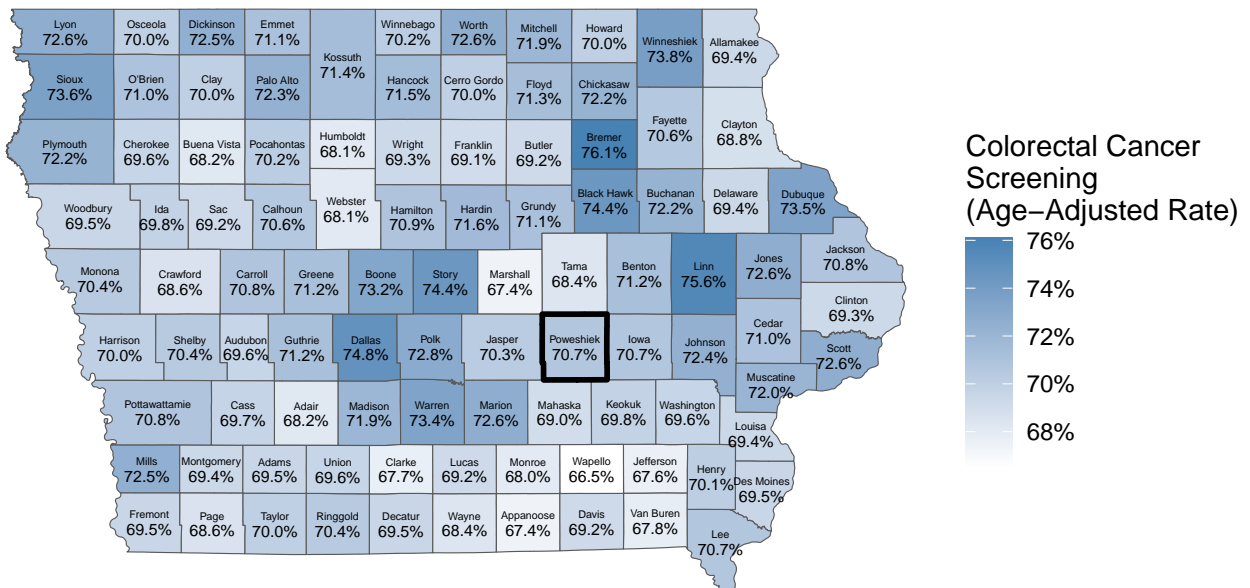 Lyon
72.6%
Osceola
70.0%
Dickinson
72.5%
Emmet
71.1%
Kossuth
71.4%
Winnebago
70.2%
Worth
72.6%
Mitchell
71.9%
Howard
70.0%
Winneshiek
73.8%
Allamakee
69.4%
Sioux
73.6%
O'Brien
71.0%
Clay
70.0%
Palo Alto
72.3%
Hancock
71.5%
Cerro Gordo
70.0%
Floyd
71.3%
Chickasaw
72.2%
Fayette
70.6%
Clayton
68.8%
Plymouth
72.2%
Cherokee
69.6%
Buena Vista
68.2%
Pocahontas
70.2%
Humboldt
68.1%
Wright
69.3%
Franklin
69.1%
Butler
69.2%
Bremer
76.1%
Woodbury
69.5%
Ida
69.8%
Sac
69.2%
Calhoun
70.6%
Webster
68.1%
Hamilton
70.9%
Hardin
71.6%
Grundy
71.1%
Black Hawk
74.4%
Buchanan
72.2%
Delaware
69.4%
Dubuque
73.5%
Monona
70.4%
Crawford
68.6%
Carroll
70.8%
Greene
71.2%
Boone
73.2%
Story
74.4%
Marshall
67.4%
Tama
68.4%
Benton
71.2%
Linn
75.6%
Jones
72.6%
Jackson
70.8%
Clinton
69.3%
Harrison
70.0%
Shelby
70.4%
Audubon
69.6%
Guthrie
71.2%
Dallas
74.8%
Polk
72.8%
Jasper
70.3%
Poweshiek
70.7%
Iowa
70.7%
Johnson
72.4%
Cedar
71.0%
Scott
72.6%
Muscatine
72.0%
Pottawattamie
70.8%
Cass
69.7%
Adair
68.2%
Madison
71.9%
Warren
73.4%
Marion
72.6%
Mahaska
69.0%
Keokuk
69.8%
Washington
69.6%
Louisa
69.4%
Mills
72.5%
Montgomery
69.4%
Adams
69.5%
Union
69.6%
Clarke
67.7%
Lucas
69.2%
Monroe
68.0%
Wapello
66.5%
Jefferson
67.6%
Henry
70.1%
Des Moines
69.5%
Fremont
69.5%
Page
68.6%
Taylor
70.0%
Ringgold
70.4%
Decatur
69.5%
Wayne
68.4%
Appanoose
67.4%
Davis
69.2%
Van Buren
67.8%
Lee
70.7%
Colorectal Cancer
Screening
(Age−Adjusted Rate)
76%
74%
72%
70%
68%